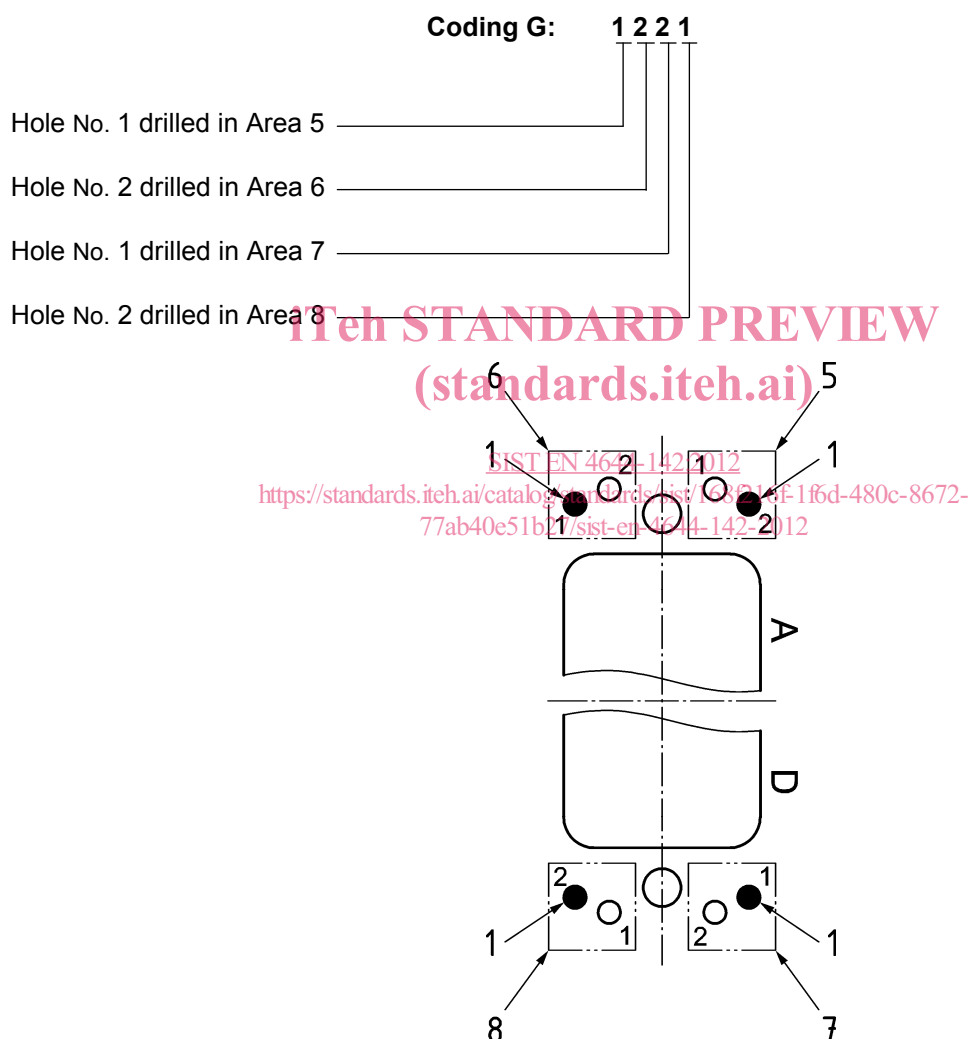 Coding G: 1 2 2 1
Hole No. 1 drilled in Area 5
Hole No. 2 drilled in Area 6
Hole No. 1 drilled in Area 7
Hole No. 2 drilled in Area 8
iTeh STANDARD PREVIEW
(standards.iteh.ai)
6 5
1 2 1 1
SIST EN 4644-142:2012
https://standards.iteh.ai/catalog/standards/sist/168f216f-1f6d-480c-8672-
77ab40e51b27/sist-en-4644-142-2012
1 2
A
D
2 1
1 1 2 1
8 7